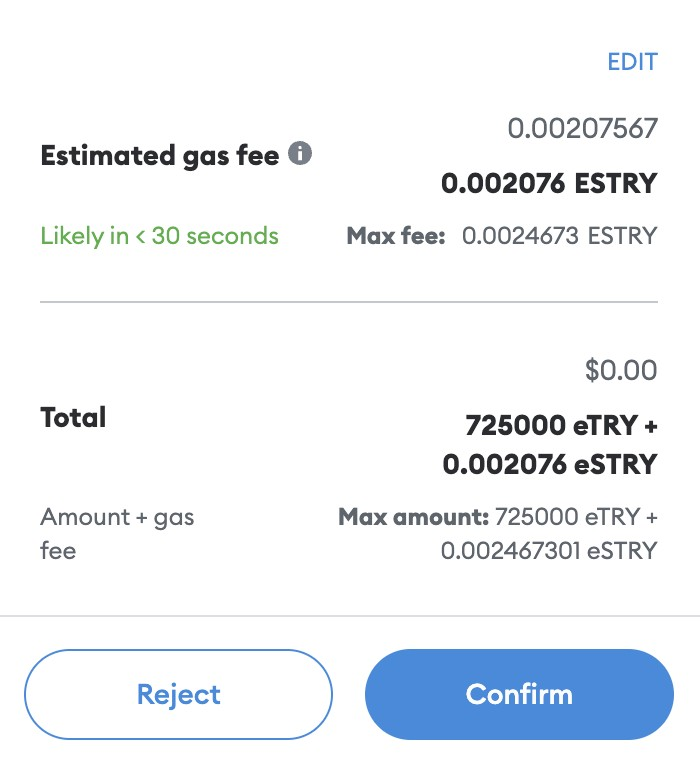 EDIT
0.00207567
Estimated gas fee
0.002076 ESTRY
Likely in < 30 seconds Max fee: 0.0024673 ESTRY
$0.00
Total
725000 eTRY +
0.002076 eSTRY
Amount + gas Max amount: 725000 eTRY +
fee 0.002467301 eSTRY
Reject Confirm